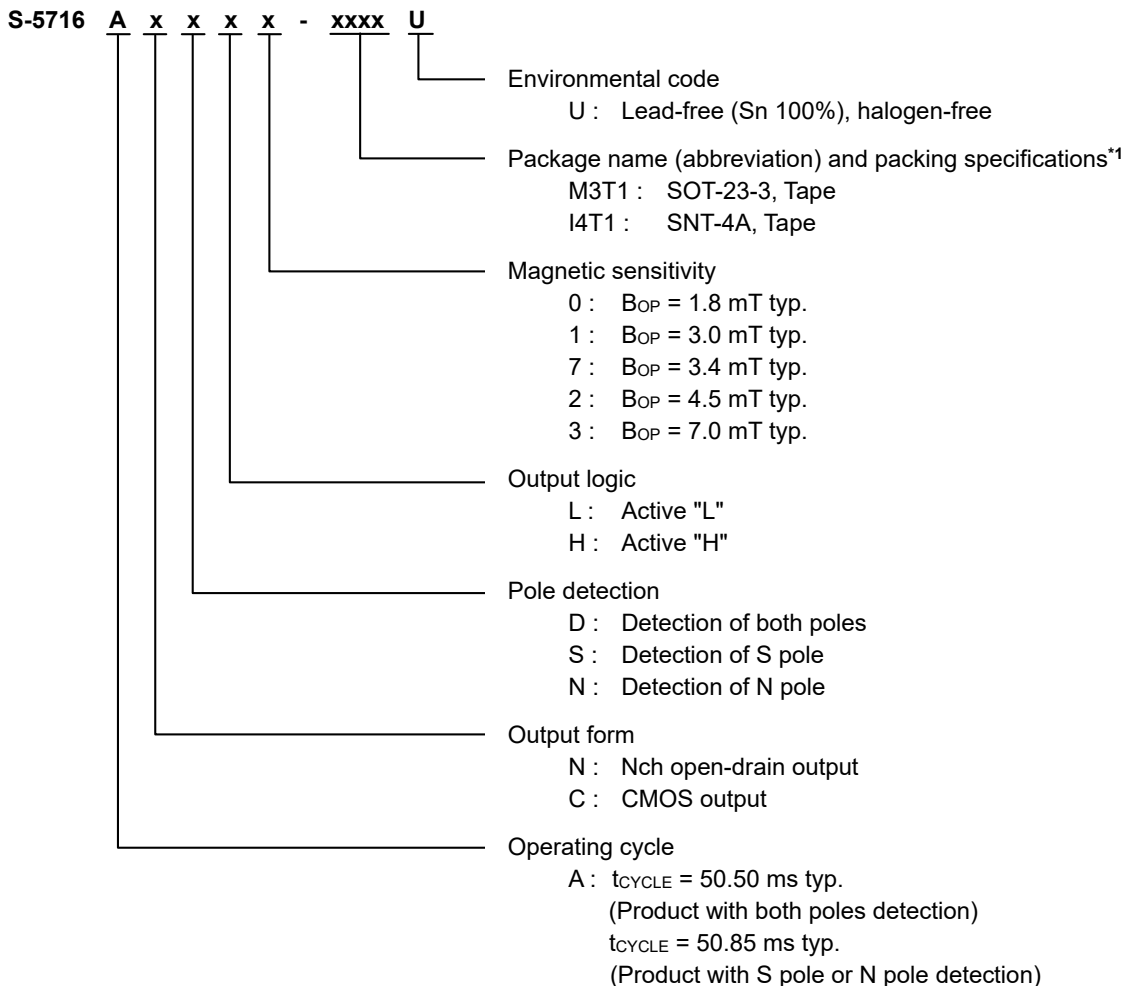 S-5716 A x x x x - xxxx U
Environmental code
U : Lead-free (Sn 100%), halogen-free
Package name (abbreviation) and packing specifications*1
M3T1 : SOT-23-3, Tape
I4T1 : SNT-4A, Tape
Magnetic sensitivity
0 : BOP = 1.8 mT typ.
1 : BOP = 3.0 mT typ.
7 : BOP = 3.4 mT typ.
2 : BOP = 4.5 mT typ.
3 : BOP = 7.0 mT typ.
Output logic
L : Active "L"
H : Active "H"
Pole detection
D : Detection of both poles
S : Detection of S pole
N : Detection of N pole
Output form
N : Nch open-drain output
C : CMOS output
Operating cycle
A : tCYCLE = 50.50 ms typ.
(Product with both poles detection)
tCYCLE = 50.85 ms typ.
(Product with S pole or N pole detection)